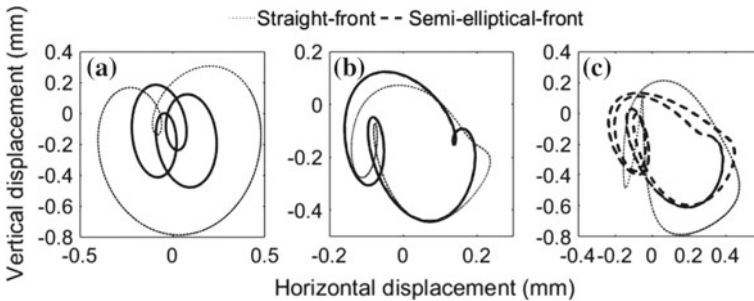 Straight-front Semi-elliptical-front
Vertical displacement (mm)
(a)
0.4
0.2
0
-0.2
-0.4
-0.6
-0.8
-0.5 0 0.5
(b)
0.2
0
-0.2
-0.4
-0.2 0 0.2
(c)
0.4
0.2
0
-0.2
-0.4
-0.6
-0.8
-0.4 -0.2 0 0.2 0.4
Horizontal displacement (mm)